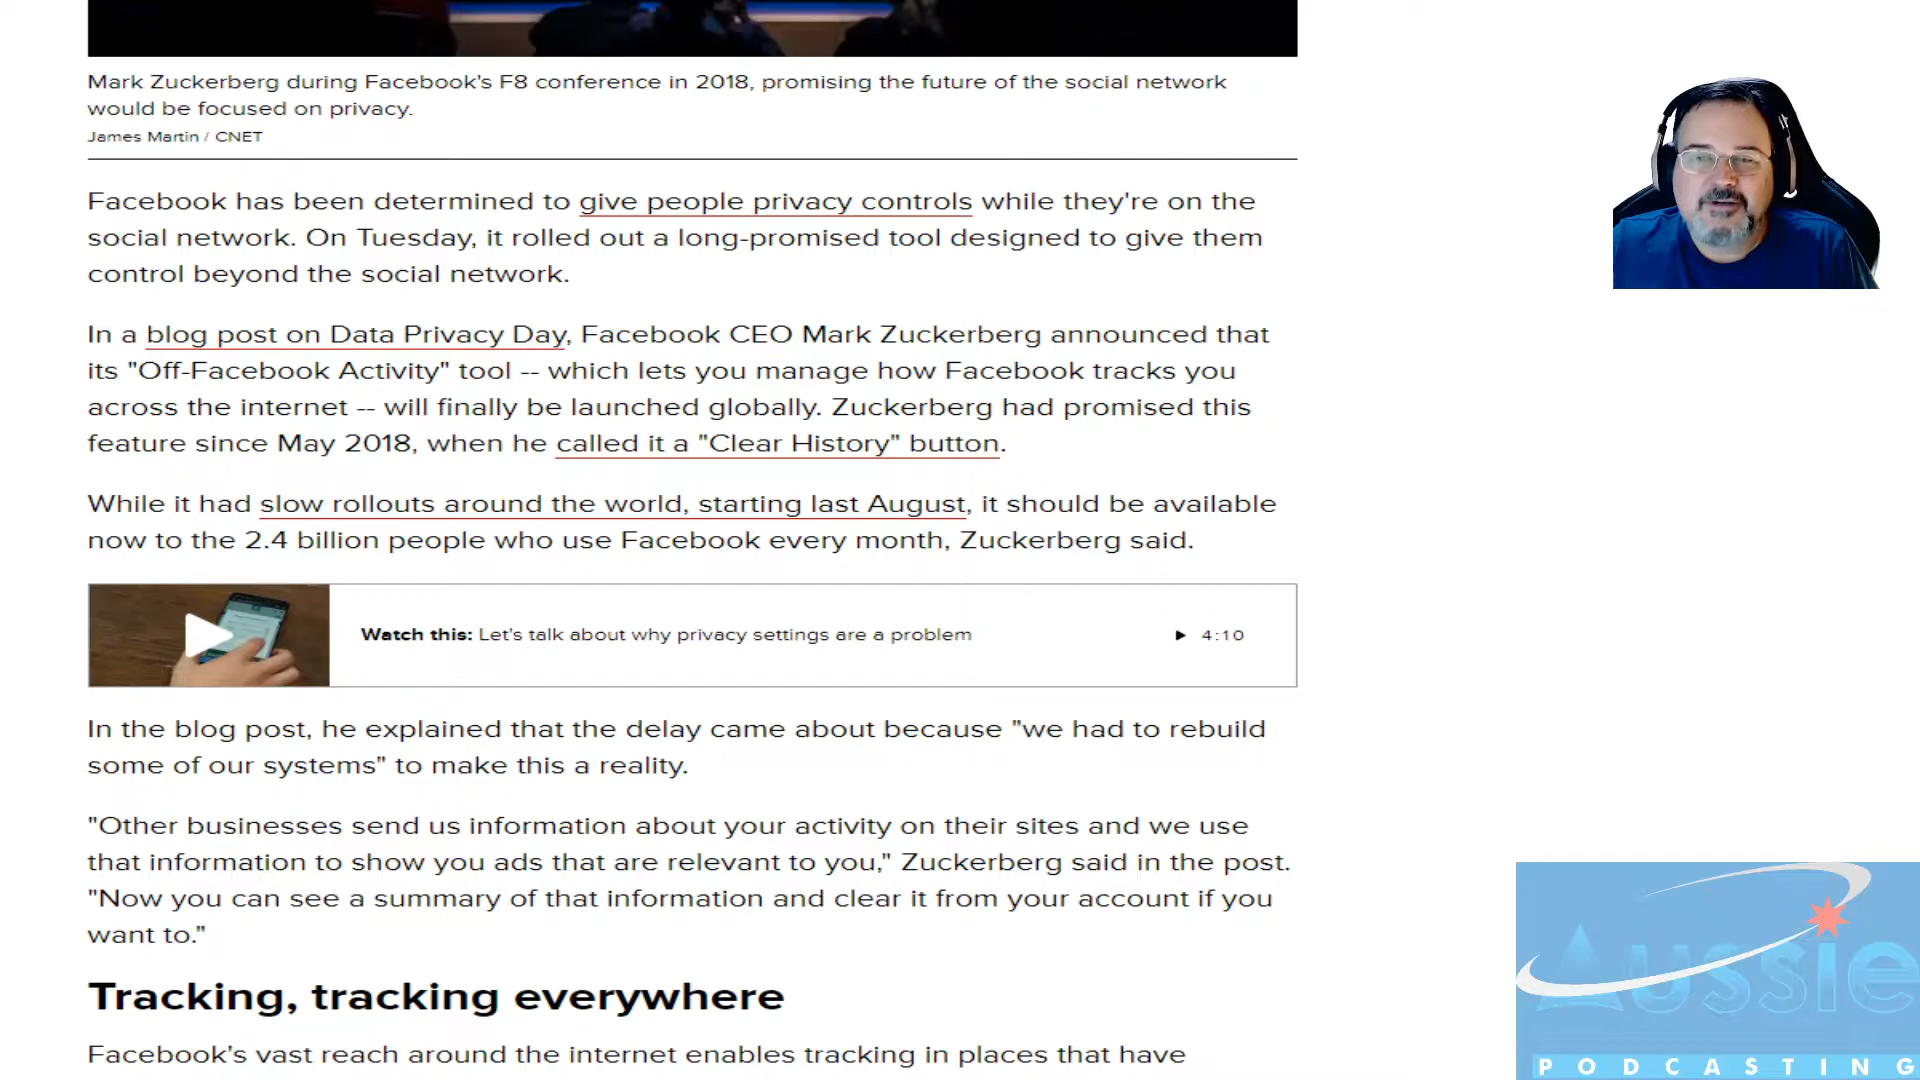 Mark Zuckerberg during Facebook's F8 conference in 2018, promising the future of the social network
would be focused on privacy.
James Martin / CNET
Facebook has been determined to give people privacy controls while they're on the
social network. On Tuesday, it rolled out a long-promised tool designed to give them
control beyond the social network.
In a blog post on Data Privacy Day, Facebook CEO Mark Zuckerberg announced that
its "Off-Facebook Activity" tool -- which lets you manage how Facebook tracks you
across the internet -- will finally be launched globally. Zuckerberg had promised this
feature since May 2018, when he called it a "Clear History" button.
While it had slow rollouts around the world, starting last August, it should be available
now to the 2.4 billion people who use Facebook every month, Zuckerberg said.
Watch this: Let's talk about why privacy settings are a problem 4:10
In the blog post, he explained that the delay came about because "we had to rebuild
some of our systems" to make this a reality.
"Other businesses send us information about your activity on their sites and we use
that information to show you ads that are relevant to you," Zuckerberg said in the post.
"Now you can see a summary of that information and clear it from your account if you
want to."
Tracking, tracking everywhere
Facebook's vast reach around the internet enables tracking in places that have
Aussie
PODCASTING